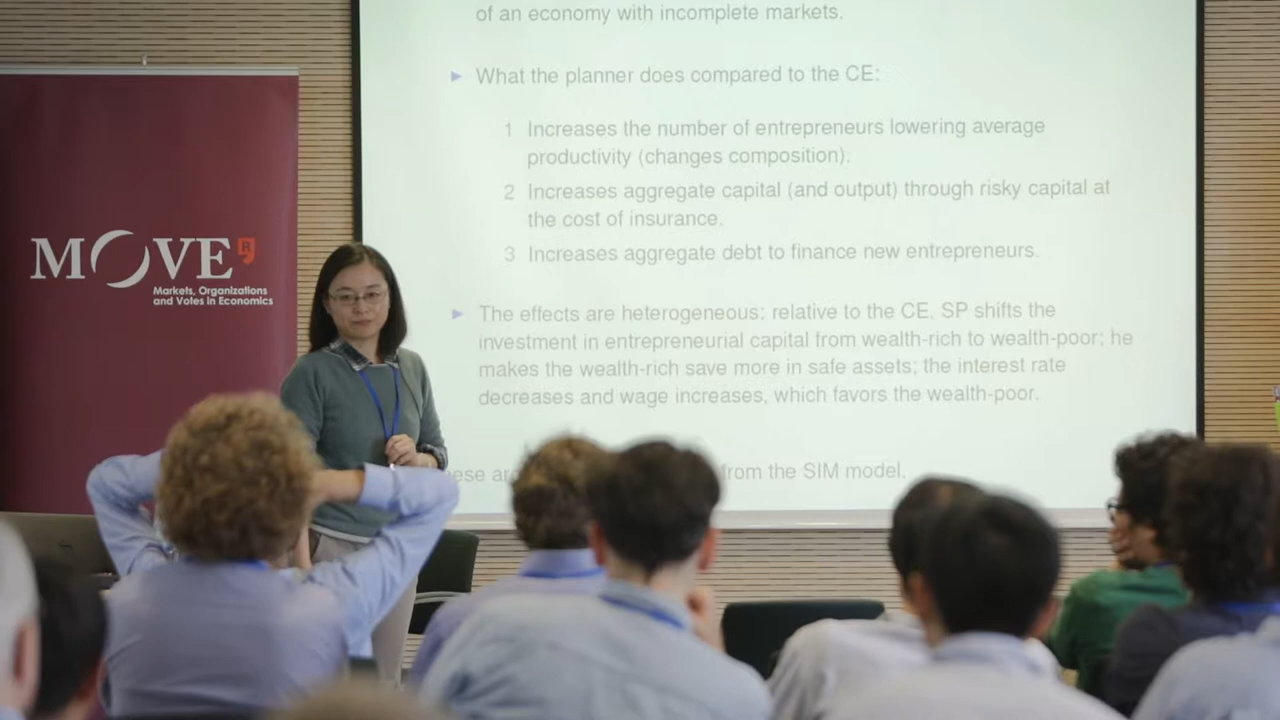 of an economy with incomplete markets.
What the planner does compared to the CE:
1 Increases the number of entrepreneurs lowering average
productivity (changes composition).
2 Increases aggregate capital (and output) through risky capital at
the cost of insurance.
3 Increases aggregate debt to finance new entrepreneurs.
The effects are heterogeneous: relative to the CE, SP shifts the
investment in entrepreneurial capital from wealth-rich to wealth-poor; he
makes the wealth-rich save more in safe assets; the interest rate
decreases and wage increases, which favors the wealth-poor.
from the SIM model.
MOVE R
Markets, Organizations
and Votes in Economics